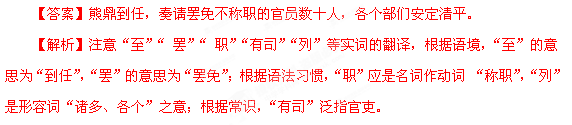 【答案】熊鼎到任，奏请罢免不称职的官员数十人，各个部们安定清平。
【解析】注意“至”“ 罢”“ 职”“有司”“列”等实词的翻译，根据语境，“至”的意
思为“到任”，“罢”的意思为“罢免”；根据语法习惯，“职”应是名词作动词 “称职”，“列”
是形容词“诸多、各个”之意；根据常识，“有司”泛指官吏。